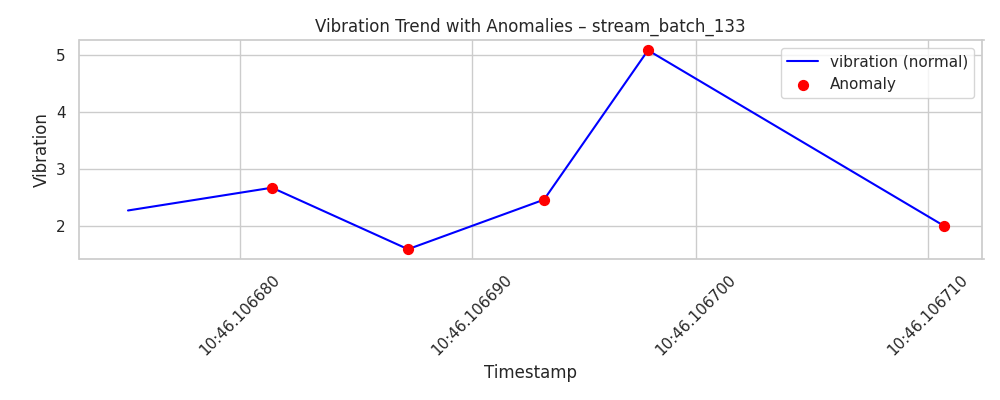 Vibration Trend with Anomalies – stream_batch_133
vibration (normal)
Anomaly
Vibration
5
4
3
2
10:46.106680
10:46.106690
10:46.106700
10:46.106710
Timestamp